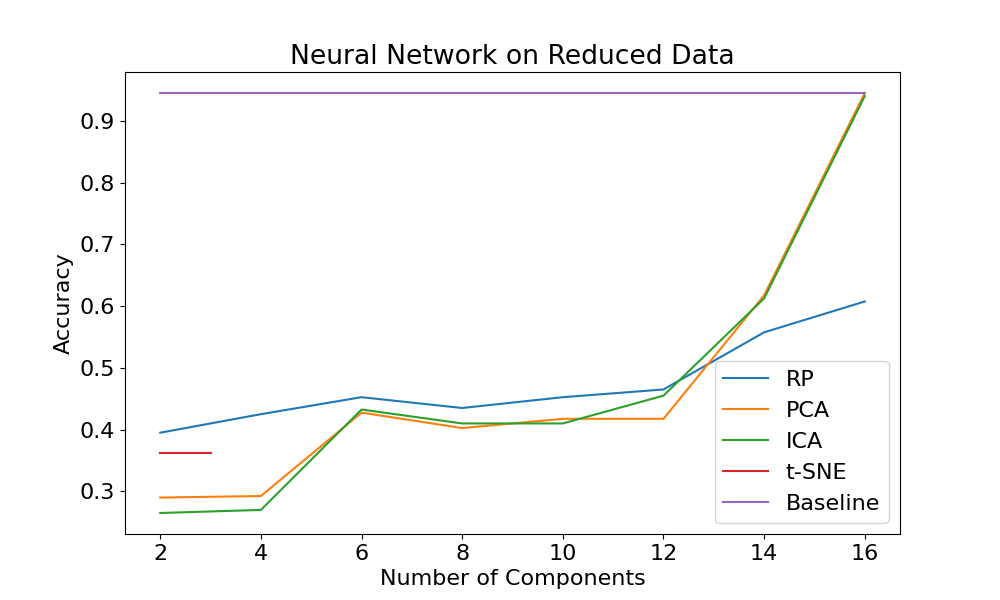 Neural Network on Reduced Data
Accuracy
0.9
0.8
0.7
0.6
0.5
0.4
0.3
2 4 6 8 10 12 14 16
Number of Components
RP
PCA
ICA
t-SNE
Baseline